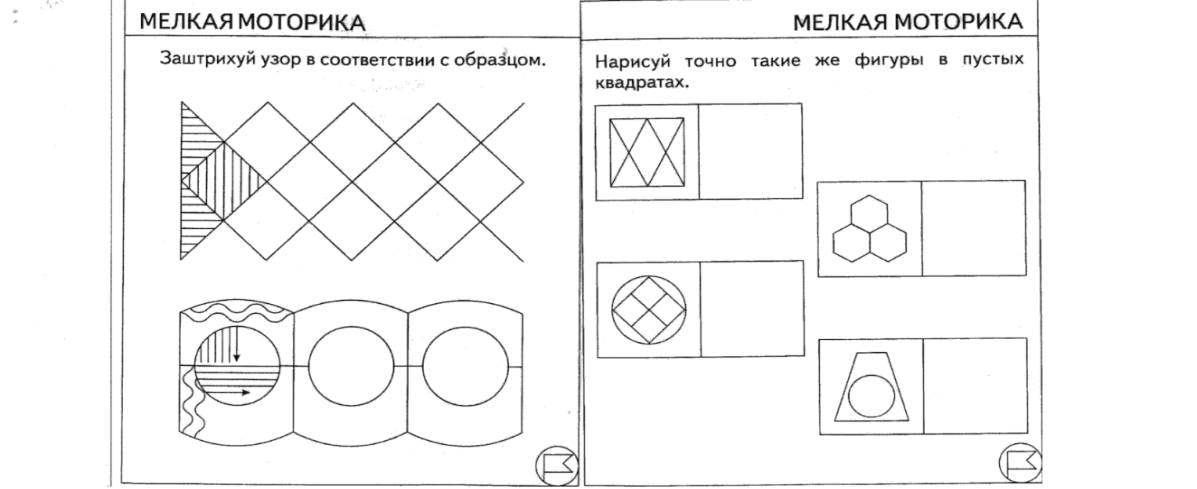 МЕЛКАЯ МОТОРИКА
Заштрихуй узор в соответствии с образцом.
МЕЛКАЯ МОТОРИКА
Нарисуй точно такие же фигуры в пустых
квадратах.